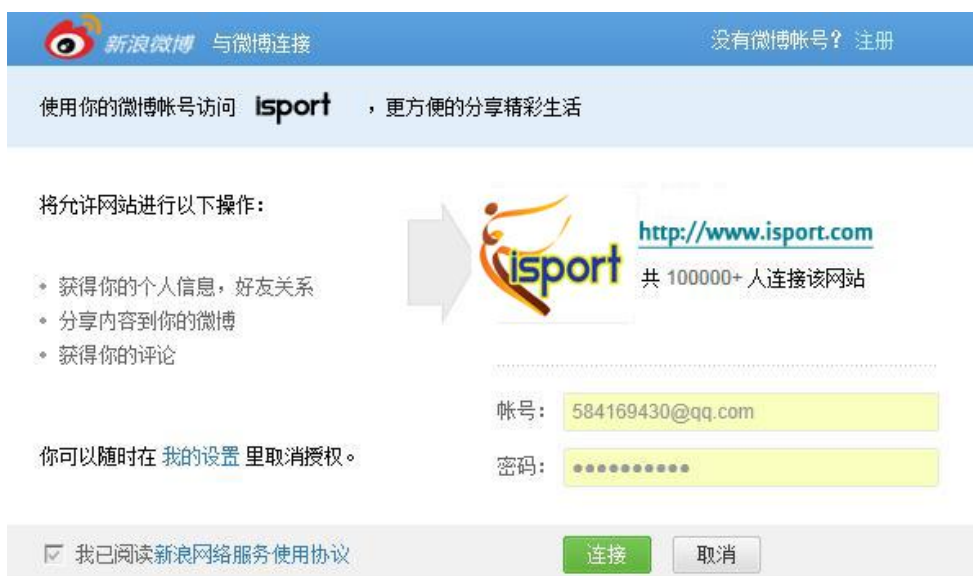 新浪微博 与微博连接 没有微博帐号? 注册
使用你的微博帐号访问 isport ，更方便的分享精彩生活
将允许网站进行以下操作:
• 获得你的个人信息，好友关系
• 分享内容到你的微博
• 获得你的评论
你可以随时在 我的设置 里取消授权。
isport
http://www.isport.com
共 100000+ 人连接该网站
帐号: 584169430@qq.com
密码: ••••••••••
我已阅读新浪网络服务使用协议
连接 取消